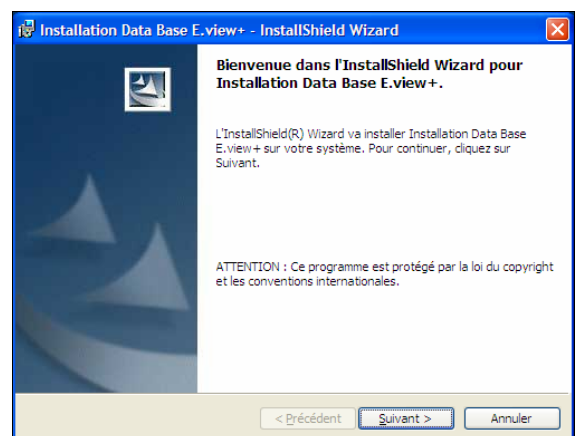 Installation Data Base E.view+ - InstallShield Wizard
Bienvenue dans l'InstallShield Wizard pour
Installation Data Base E.view+.
L'InstallShield(R) Wizard va installer Installation Data Base
E.view+ sur votre système. Pour continuer, cliquez sur
Suivant.
ATTENTION : Ce programme est protégé par la loi du copyright
et les conventions internationales.
< Précédent
Suivant >
Annuler